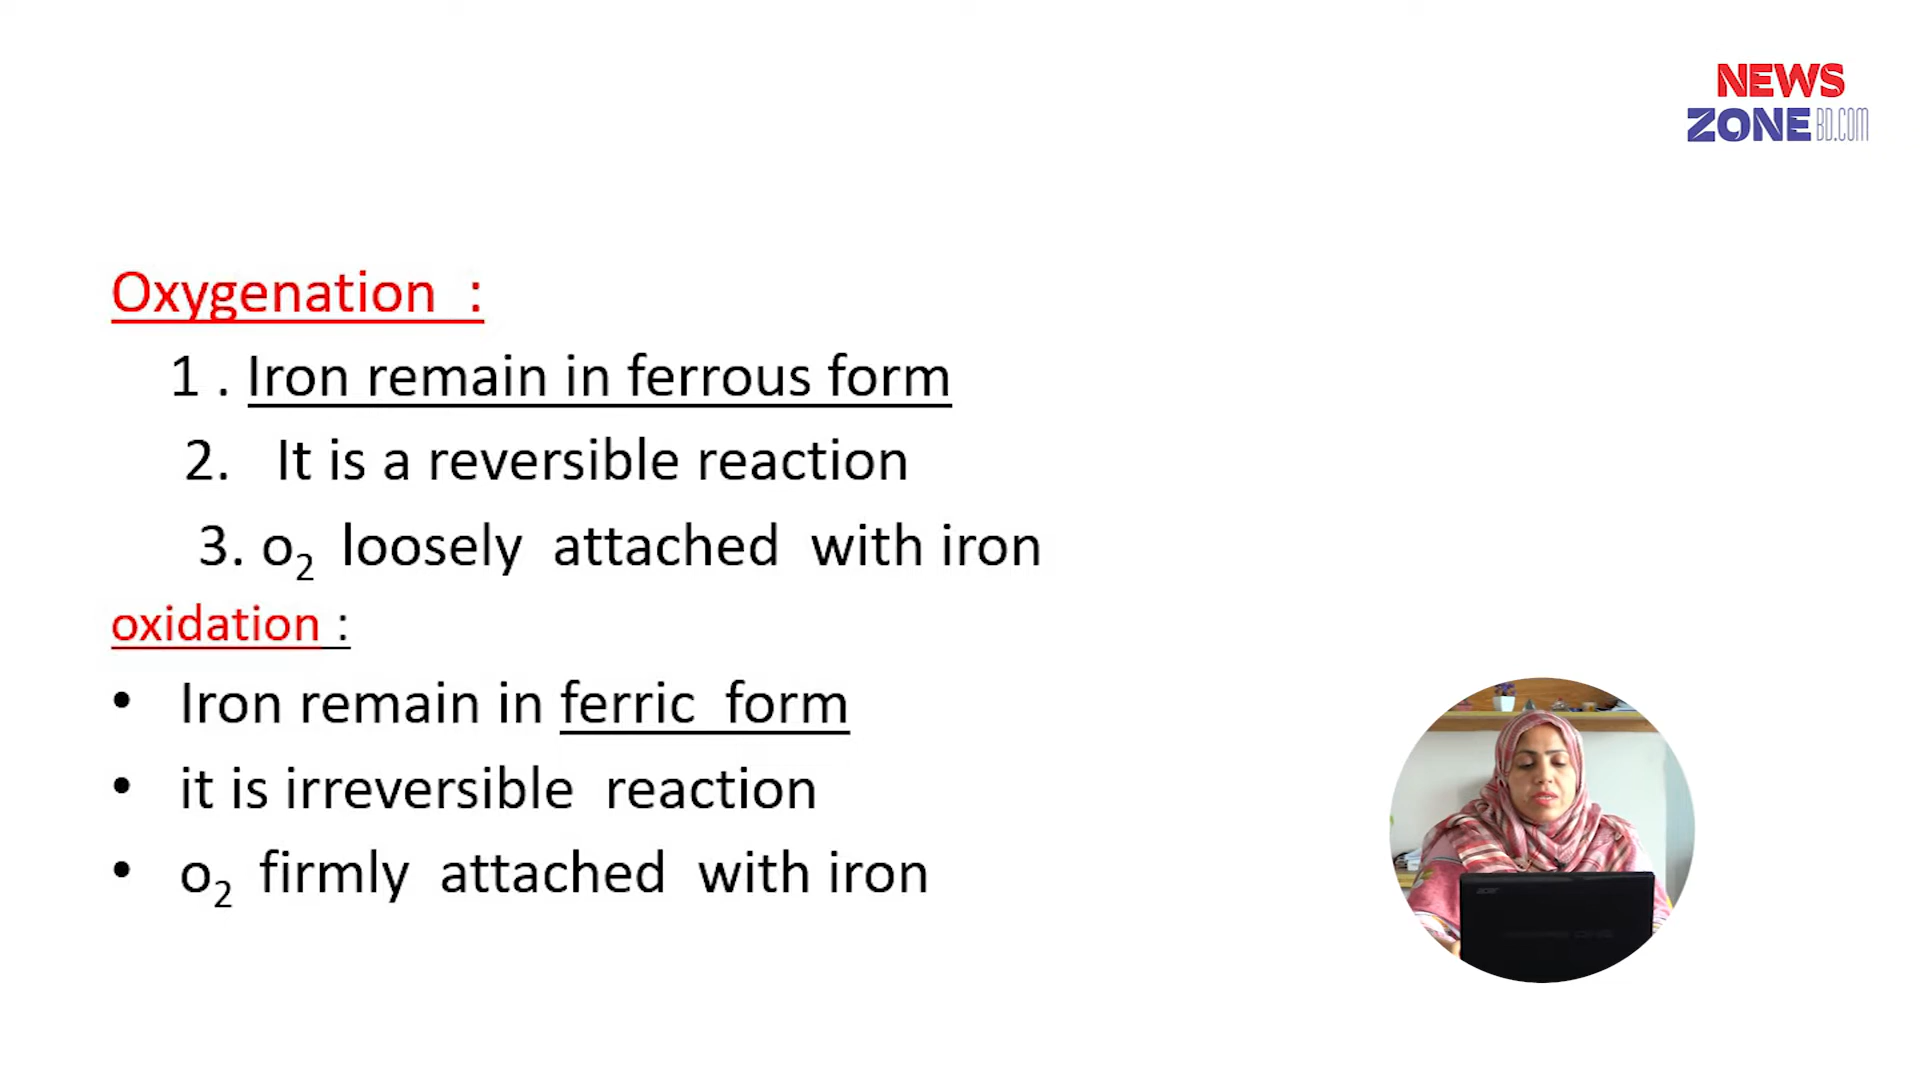 NEWS
ZONE BD.COM
Oxygenation :
1 . Iron remain in ferrous form
2. It is a reversible reaction
3. o₂ loosely attached with iron
oxidation :
• Iron remain in ferric form
• it is irreversible reaction
• o₂ firmly attached with iron
acer